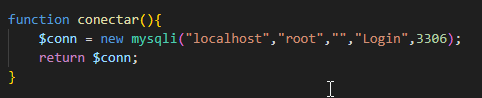 function conectar(){
$conn = new mysqli("localhost","root","","Login",3306);
return $conn;
}